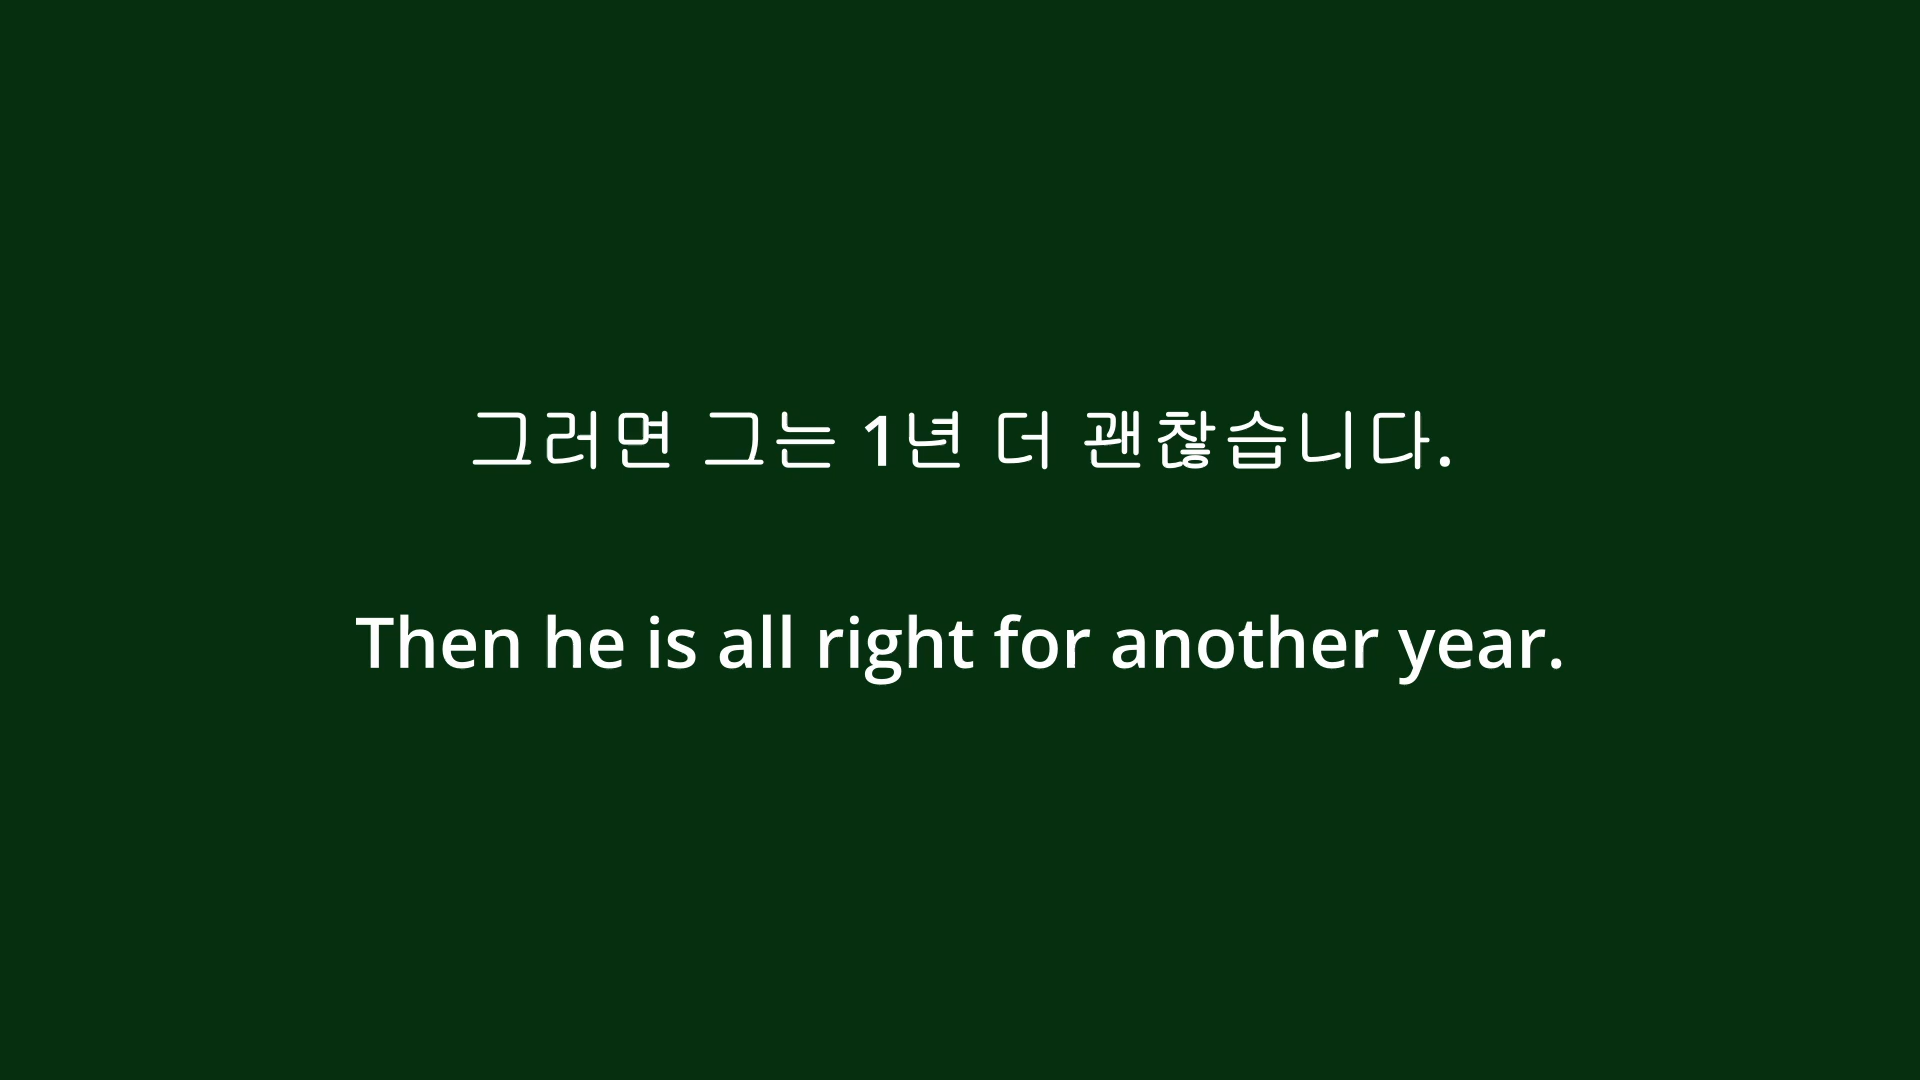 그러면 그는 1년 더 괜찮습니다.
Then he is all right for another year.